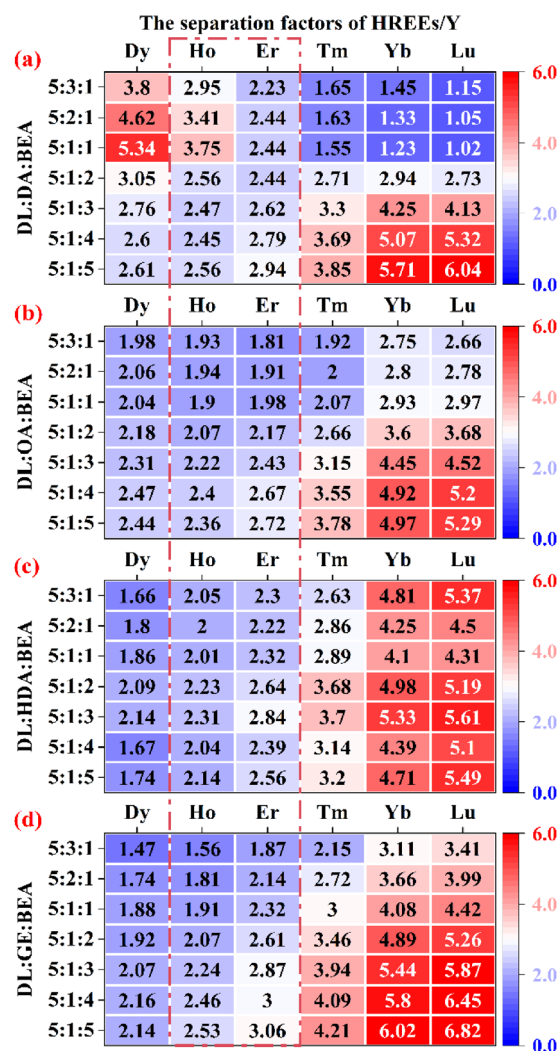 The separation factors of HREEs/Y
(a)
Dy Ho Er Tm Yb Lu
DL:DA:BEA
5:3:1 3.8 2.95 2.23 1.65 1.45 1.15
5:2:1 4.62 3.41 2.44 1.63 1.33 1.05
5:1:1 5.34 3.75 2.44 1.55 1.23 1.02
5:1:2 3.05 2.56 2.44 2.71 2.94 2.73
5:1:3 2.76 2.47 2.62 3.3 4.25 4.13
5:1:4 2.6 2.45 2.79 3.69 5.07 5.32
5:1:5 2.61 2.56 2.94 3.85 5.71 6.04
6.0
4.0
2.0
0.0
(b)
Dy Ho Er Tm Yb Lu
DL:OA:BEA
5:3:1 1.98 1.93 1.81 1.92 2.75 2.66
5:2:1 2.06 1.94 1.91 2 2.8 2.78
5:1:1 2.04 1.9 1.98 2.07 2.93 2.97
5:1:2 2.18 2.07 2.17 2.66 3.6 3.68
5:1:3 2.31 2.22 2.43 3.15 4.45 4.52
5:1:4 2.47 2.4 2.67 3.55 4.92 5.2
5:1:5 2.44 2.36 2.72 3.78 4.97 5.29
6.0
4.0
2.0
0.0
(c)
Dy Ho Er Tm Yb Lu
DL:HDA:BEA
5:3:1 1.66 2.05 2.3 2.63 4.81 5.37
5:2:1 1.8 2 2.22 2.86 4.25 4.5
5:1:1 1.86 2.01 2.32 2.89 4.1 4.31
5:1:2 2.09 2.23 2.64 3.68 4.98 5.19
5:1:3 2.14 2.31 2.84 3.7 5.33 5.61
5:1:4 1.67 2.04 2.39 3.14 4.39 5.1
5:1:5 1.74 2.14 2.56 3.2 4.71 5.49
6.0
4.0
2.0
0.0
(d)
Dy Ho Er Tm Yb Lu
DL:GE:BEA
5:3:1 1.47 1.56 1.87 2.15 3.11 3.41
5:2:1 1.74 1.81 2.14 2.72 3.66 3.99
5:1:1 1.88 1.91 2.32 3 4.08 4.42
5:1:2 1.92 2.07 2.61 3.46 4.89 5.26
5:1:3 2.07 2.24 2.87 3.94 5.44 5.87
5:1:4 2.16 2.46 3 4.09 5.8 6.45
5:1:5 2.14 2.53 3.06 4.21 6.02 6.82
6.0
4.0
2.0
0.0